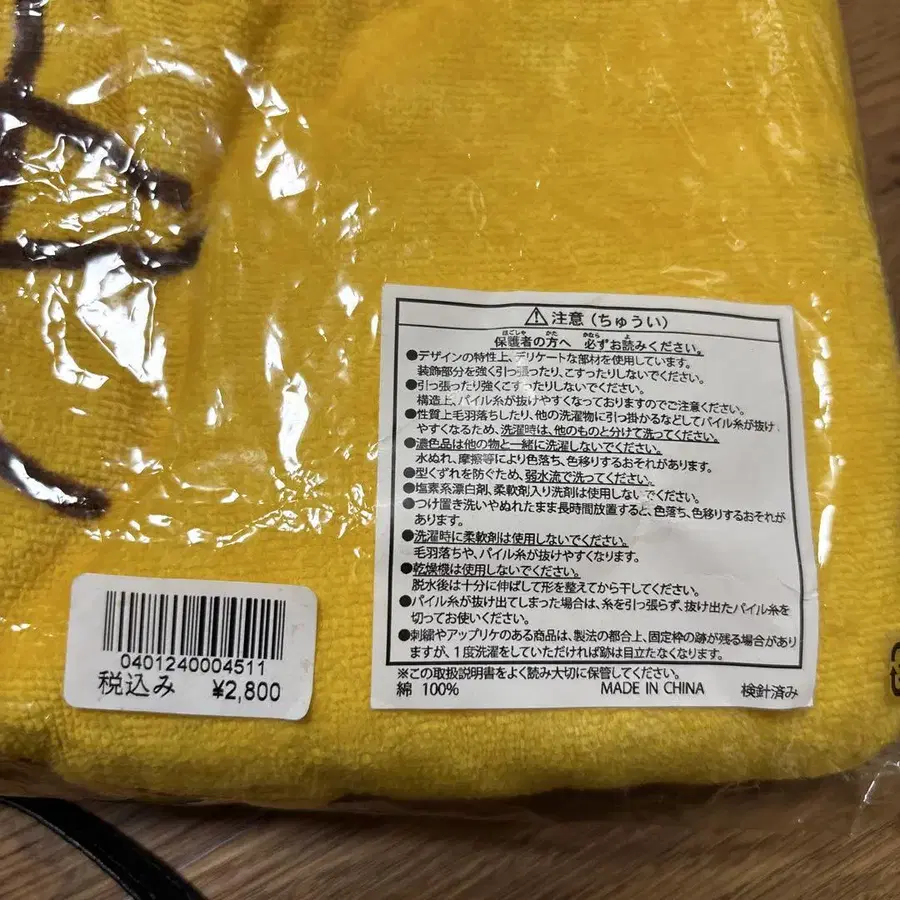 ⚠注意(ちゅうい)
保護者の方へ 必ずお読みください。
●デザインの特性上、デリケートな部材を使用しています。
装飾部分を強く引っ張ったり、こすったりしないでください。
●引っ張ったり強くこすったりしないでください。
構造上、パイル糸が抜けやすくなっておりますのでご注意ください。
●性質上毛羽落ちしたり、他の洗濯物に引っ掛かるなどしてパイル糸が抜け
やすくなるため、洗濯時は、他のものと分けて洗ってください。
●濃色品は他の物と一緒に洗濯しないでください。
水ぬれ、摩擦等により色落ち、色移りするおそれがあります。
●型くずれを防ぐため、弱水流で洗ってください。
●塩素系漂白剤、柔軟剤入り洗剤は使用しないでください。
●つけ置き洗いやぬれたまま長時間放置すると、色落ち、色移りするおそれが
あります。
●洗濯時に柔軟剤は使用しないでください。
毛羽落ちや、パイル糸が抜けやすくなります。
●乾燥機は使用しないでください。
脱水後は十分に伸ばして形を整えてから干してください。
●パイル糸が抜け出てしまった場合は、糸を引っ張らず、抜け出たパイル糸を
切ってお使いください。
●刺繍やアップリケのある商品は、製法の都合上、固定枠の跡が残る場合があり
ますが、1度洗濯をしていただければ跡は目立たなくなります。
※この取扱説明書をよく読み大切に保管してください。
綿 100% MADE IN CHINA 検針済み
0401240004511
税込み ¥2,800